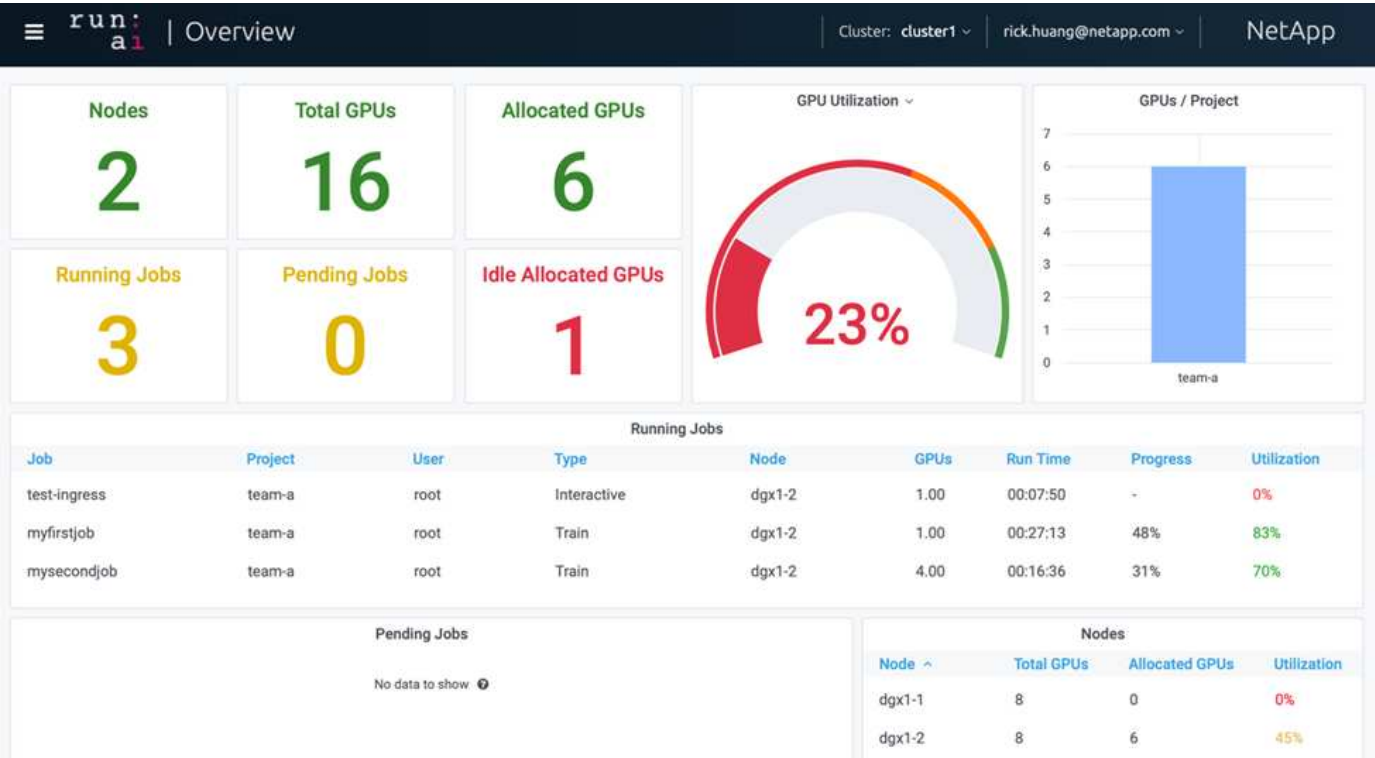 run: | Overview Cluster: cluster1 rick.huang@netapp.com NetApp
ai
Nodes
2
Total GPUs
16
Allocated GPUs
6
Running Jobs
3
Pending Jobs
0
Idle Allocated GPUs
1
GPU Utilization
23%
GPUs / Project
7
6
5
4
3
2
1
0
team-a
Running Jobs
Job Project User Type Node GPUs Run Time Progress Utilization
test-ingress team-a root Interactive dgx1-2 1.00 00:07:50 - 0%
myfirstjob team-a root Train dgx1-2 1.00 00:27:13 48% 83%
mysecondjob team-a root Train dgx1-2 4.00 00:16:36 31% 70%
Pending Jobs
No data to show
Nodes
Node Total GPUs Allocated GPUs Utilization
dgx1-1 8 0 0%
dgx1-2 8 6 45%